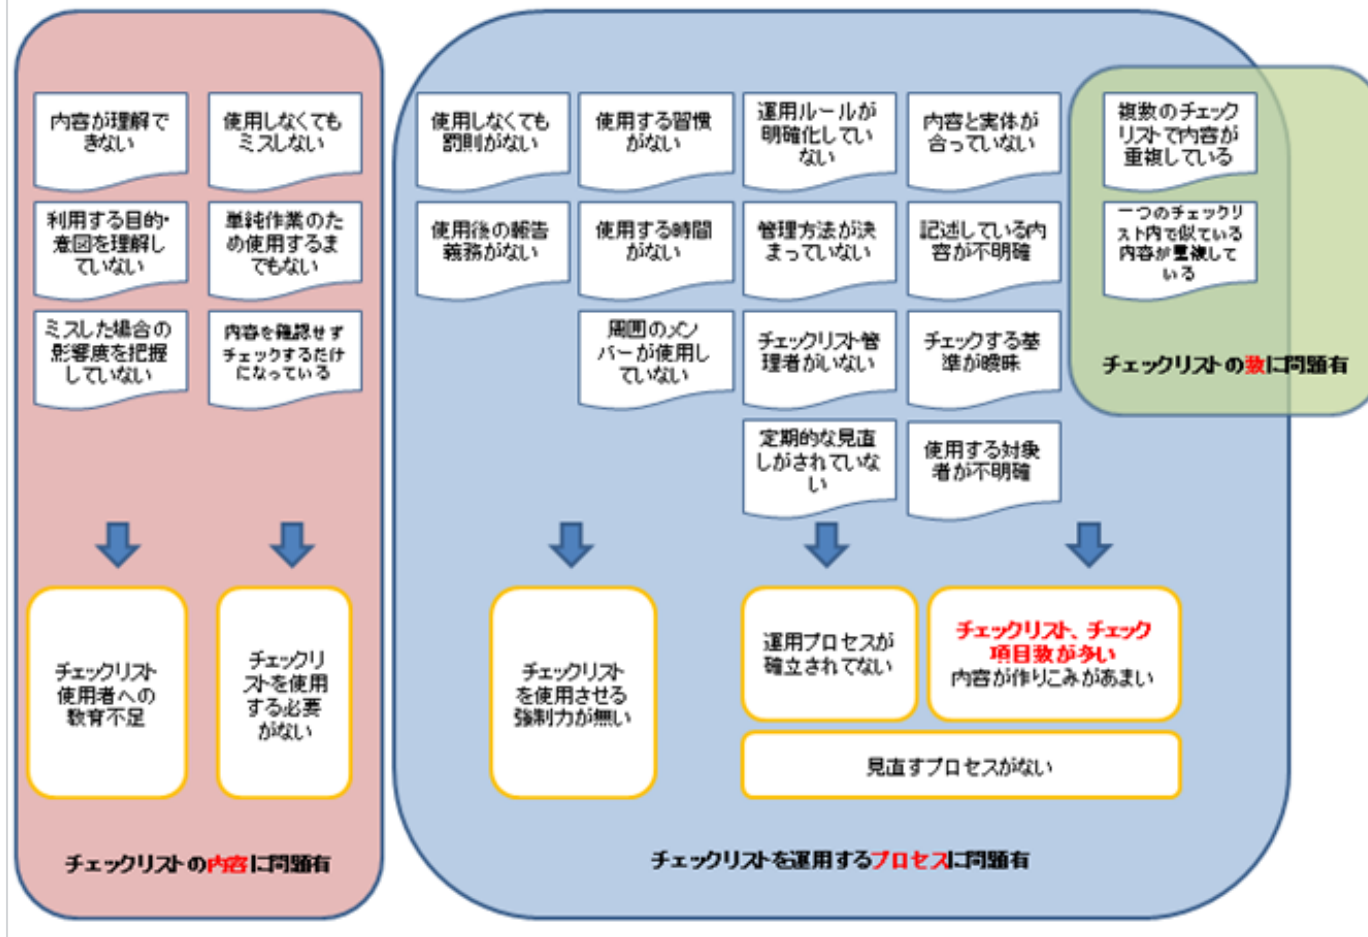 内容が理解で
きない
使用しなくても
ミスしない
使用しなくても
罰則がない
使用する習慣
がない
運用ルールが
明確化してい
ない
内容と実体が
合っていない
複数のチェック
リストで内容が
重複している
利用する目的・
意図を理解し
ていない
単純作業のた
め使用するま
でもない
使用後の報告
義務がない
使用する時間
がない
管理方法が決
まっていない
記述している内
容が不明確
一つのチェックリ
スト内で似ている
内容が重複して
いる
ミスした場合の
影響度を把握
していない
内容を確認せず
チェックするだけ
になっている
周囲のメン
バーが使用し
ていない
チェックリスト管
理者がいない
チェックする基
準が曖昧
チェックリストの数に問題有
定期的な見直
しがされていな
い
使用する対象
者が不明確
チェックリスト
使用者への
教育不足
チェックリ
ストを使用
する必要
がない
チェックリスト
を使用させる
強制力が無い
運用プロセスが
確立されてない
チェックリスト、チェック
項目数が多い
内容が作りこみがあまい
見直すプロセスがない
チェックリストの内容に問題有
チェックリストを運用するプロセスに問題有